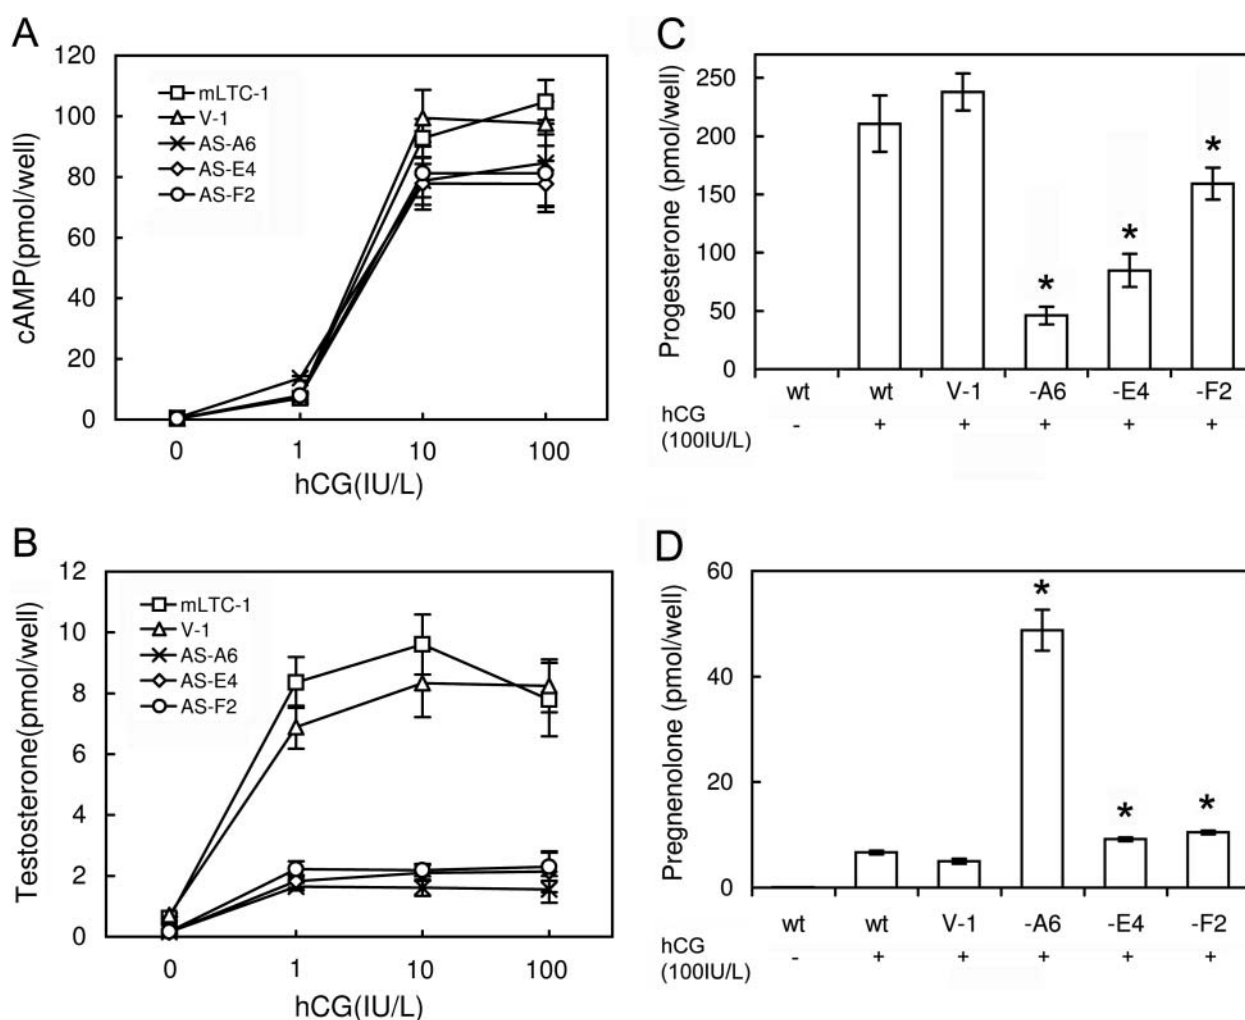 A
120
100
80
60
40
20
0
cAMP(pmol/well)
mLTC-1
V-1
AS-A6
AS-E4
AS-F2
0 1 10 100
hCG(IU/L)
B
12
10
8
6
4
2
0
Testosterone(pmol/well)
mLTC-1
V-1
AS-A6
AS-E4
AS-F2
0 1 10 100
hCG(IU/L)
C
250
200
150
100
50
0
Progesterone (pmol/well)
* * *
wt wt V-1 -A6 -E4 -F2
hCG
(100IU/L) - + + + + +
D
60
40
20
0
Pregnenolone (pmol/well)
* * *
wt wt V-1 -A6 -E4 -F2
hCG
(100IU/L) - + + + + +